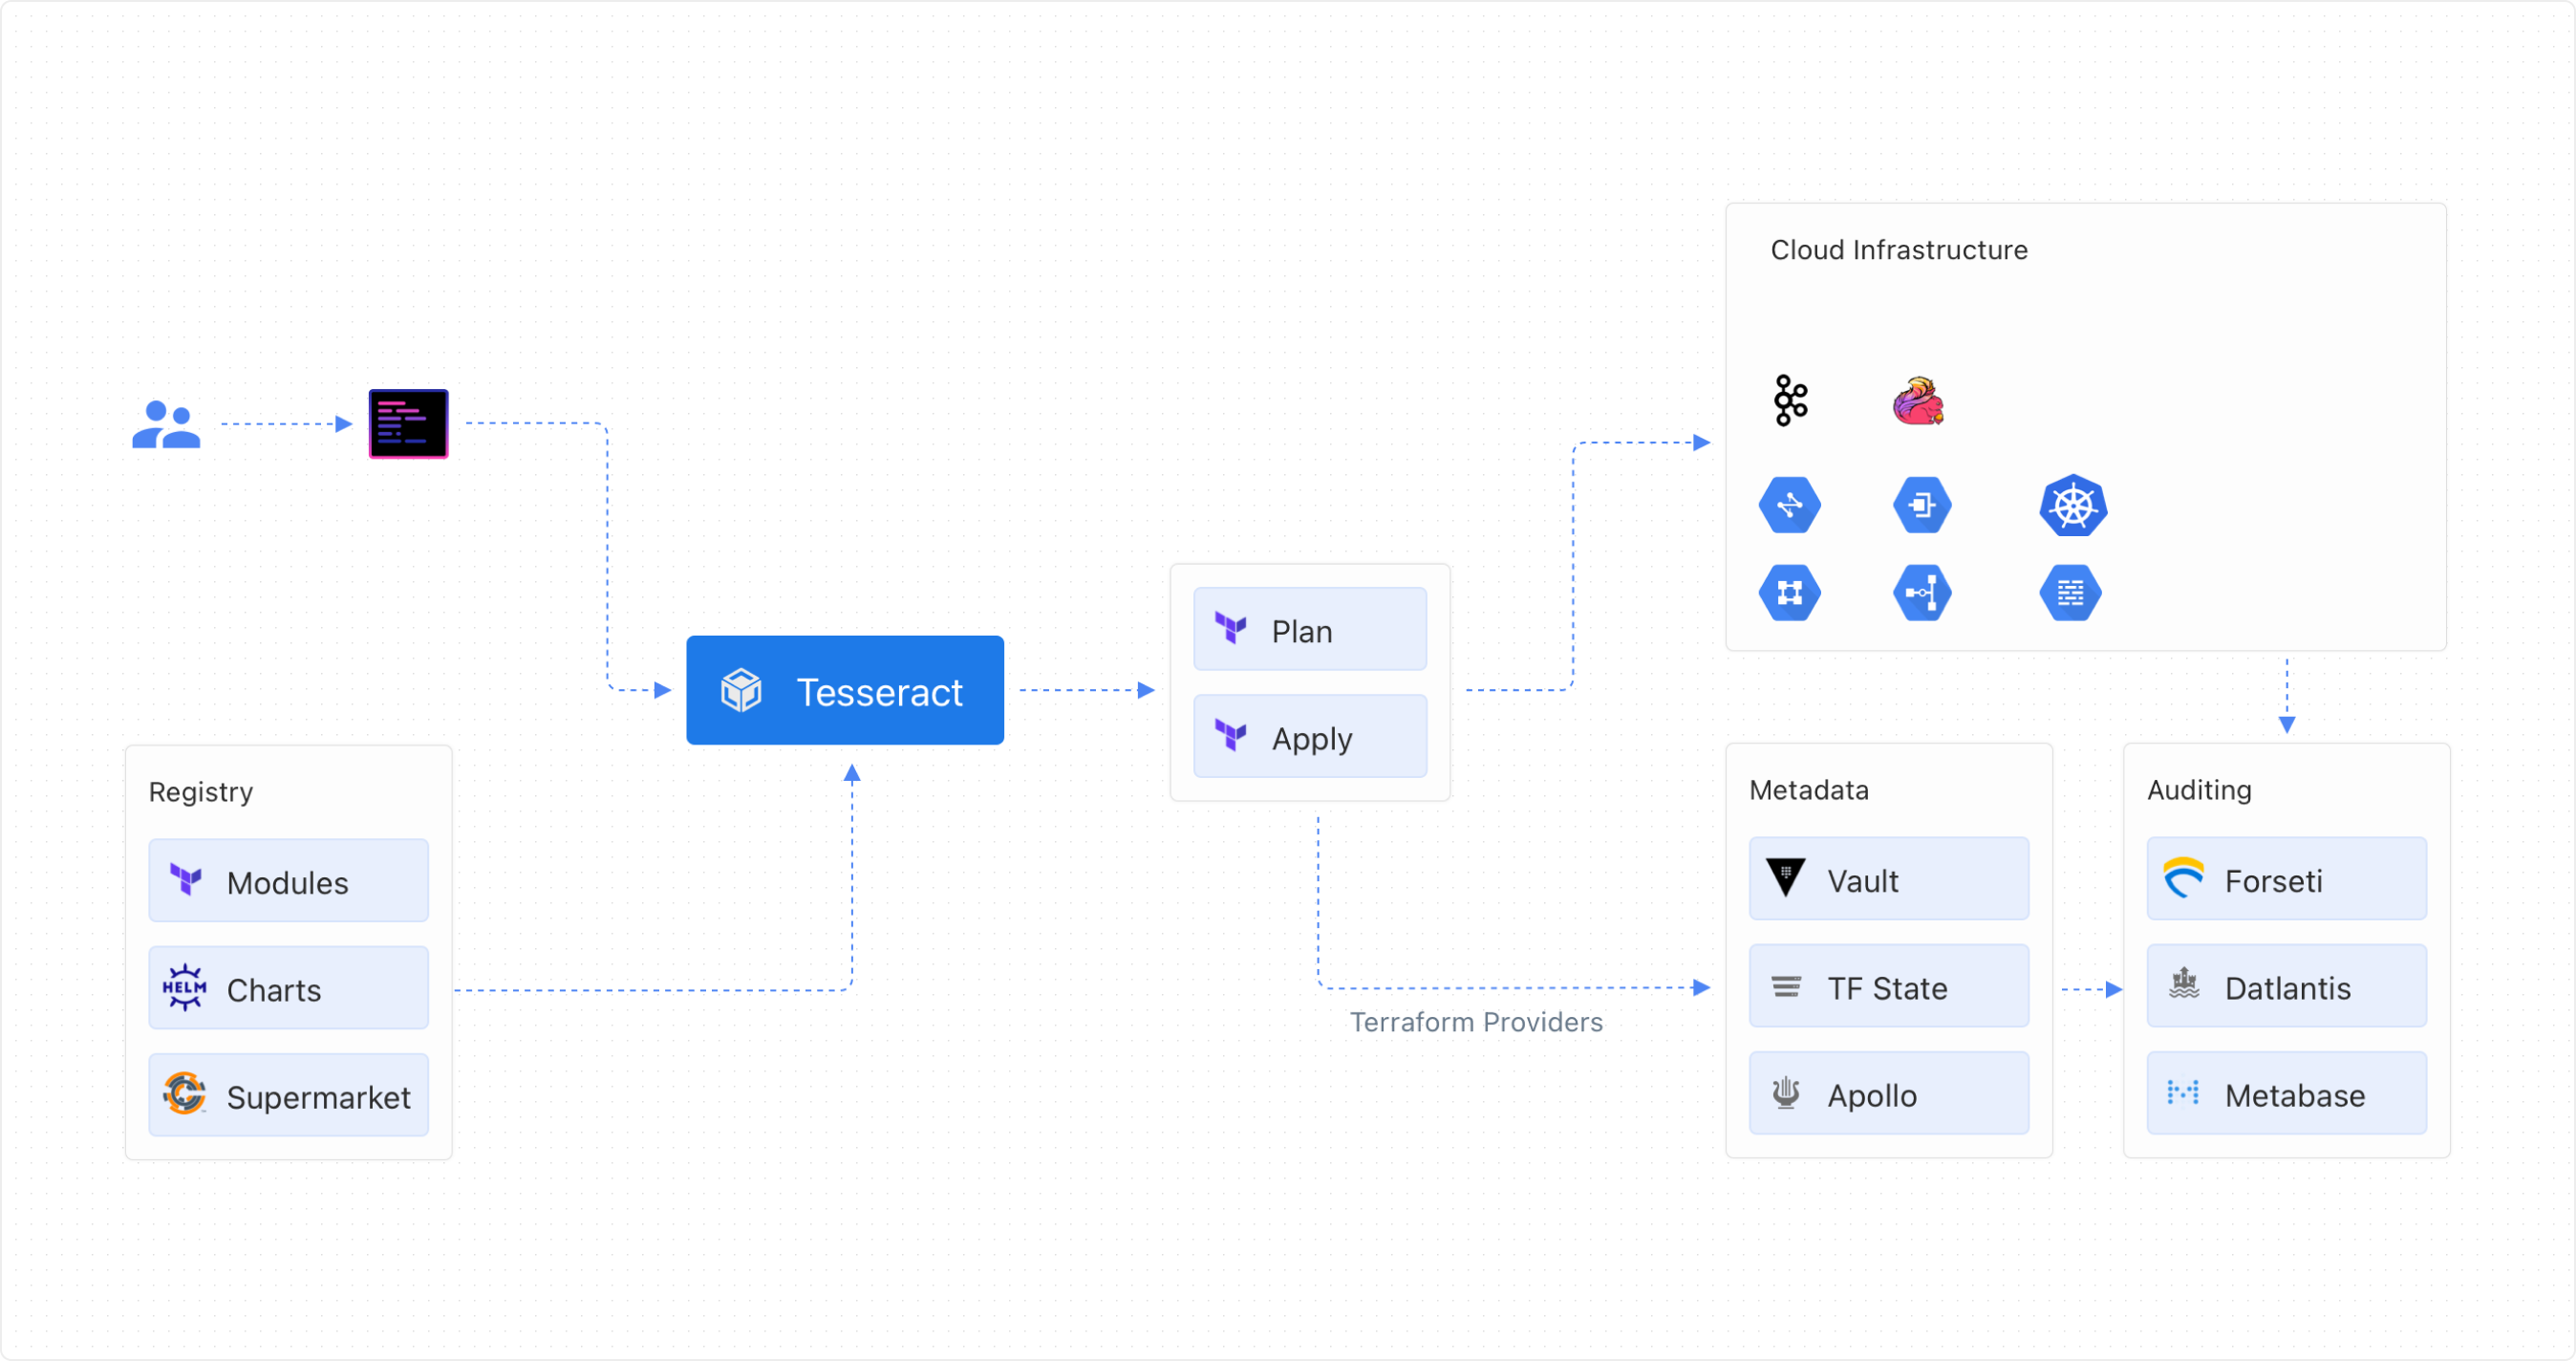 Cloud Infrastructure
Plan
Tesseract
Apply
Registry
Modules
HELM
Charts
Supermarket
Terraform Providers
Metadata
Vault
TF State
Apollo
Auditing
Forseti
Datlantis
Metabase